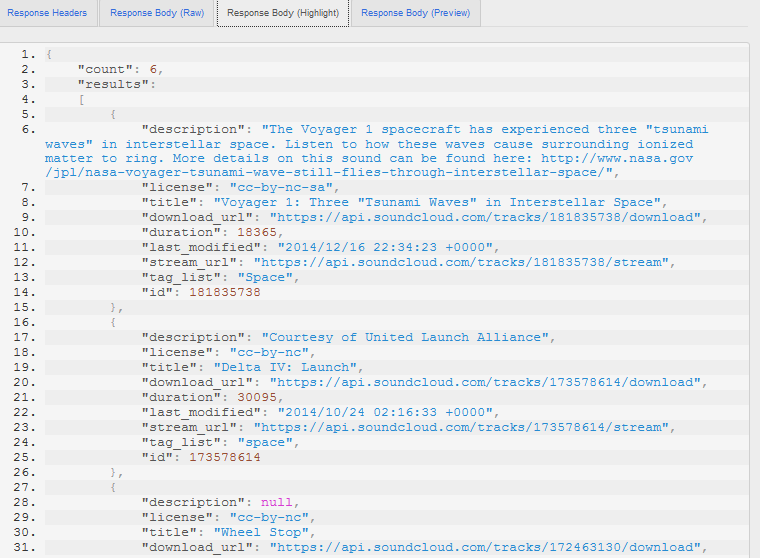 Response Headers Response Body (Raw) Response Body (Highlight) Response Body (Preview)
1. {
2. "count": 6,
3. "results":
4. [
5. {
6. "description": "The Voyager 1 spacecraft has experienced three "tsunami
waves" in interstellar space. Listen to how these waves cause surrounding ionized
matter to ring. More details on this sound can be found here: http://www.nasa.gov
/jpl/nasa-voyager-tsunami-wave-still-flies-through-interstellar-space/",
7. "license": "cc-by-nc-sa",
8. "title": "Voyager 1: Three "Tsunami Waves" in Interstellar Space",
9. "download_url": "https://api.soundcloud.com/tracks/181835738/download",
10. "duration": 18365,
11. "last_modified": "2014/12/16 22:34:23 +0000",
12. "stream_url": "https://api.soundcloud.com/tracks/181835738/stream",
13. "tag_list": "Space",
14. "id": 181835738
15. },
16. {
17. "description": "Courtesy of United Launch Alliance",
18. "license": "cc-by-nc",
19. "title": "Delta IV: Launch",
20. "download_url": "https://api.soundcloud.com/tracks/173578614/download",
21. "duration": 30095,
22. "last_modified": "2014/10/24 02:16:33 +0000",
23. "stream_url": "https://api.soundcloud.com/tracks/173578614/stream",
24. "tag_list": "space",
25. "id": 173578614
26. },
27. {
28. "description": null,
29. "license": "cc-by-nc",
30. "title": "Wheel Stop",
31. "download_url": "https://api.soundcloud.com/tracks/172463130/download",